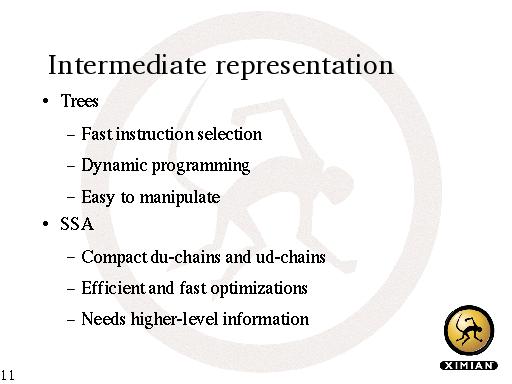 Intermediate representation
• Trees
– Fast instruction selection
– Dynamic programming
– Easy to manipulate
• SSA
– Compact du-chains and ud-chains
– Efficient and fast optimizations
– Needs higher-level information
XIMIAN
11